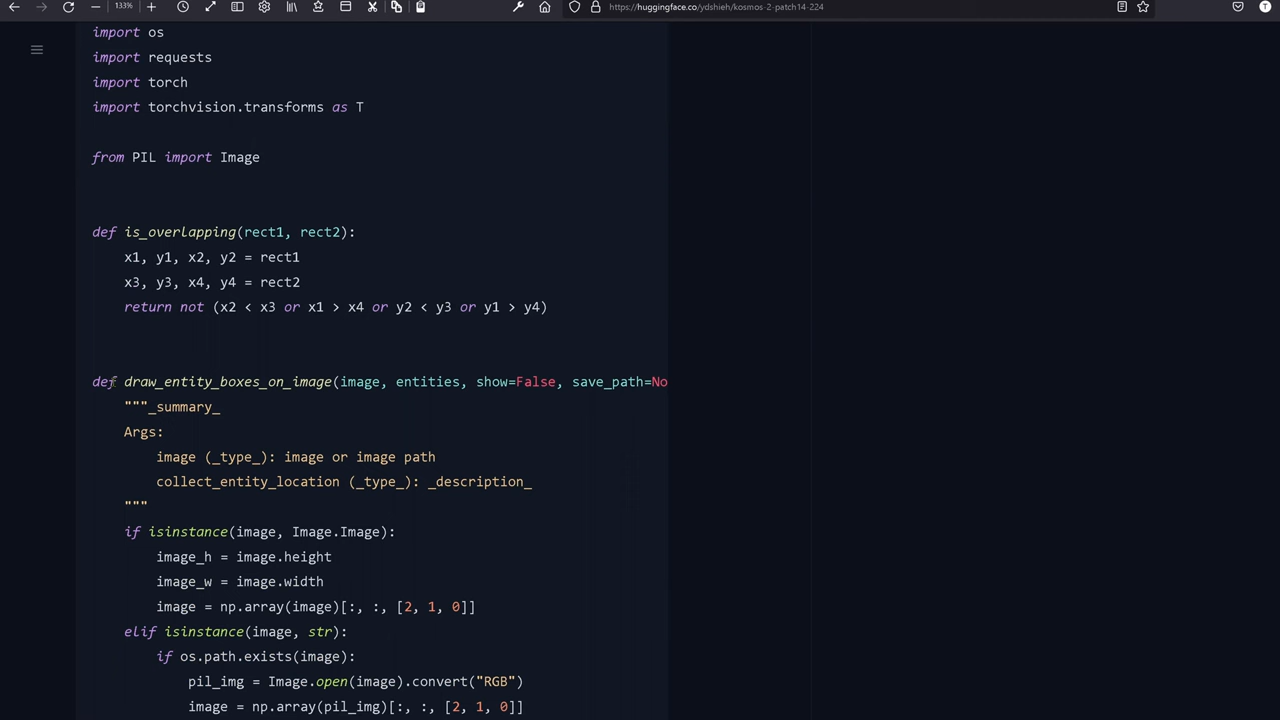 133%
https://huggingface.co/ydshieh/kosmos-2-patch14-224
T
import os
import requests
import torch
import torchvision.transforms as T
from PIL import Image
def is_overlapping(rect1, rect2):
x1, y1, x2, y2 = rect1
x3, y3, x4, y4 = rect2
return not (x2 < x3 or x1 > x4 or y2 < y3 or y1 > y4)
def draw_entity_boxes_on_image(image, entities, show=False, save_path=No
"""_summary_
Args:
image (_type_): image or image path
collect_entity_location (_type_): _description_
"""
if isinstance(image, Image.Image):
image_h = image.height
image_w = image.width
image = np.array(image)[:, :, [2, 1, 0]]
elif isinstance(image, str):
if os.path.exists(image):
pil_img = Image.open(image).convert("RGB")
image = np.array(pil_img)[:, :, [2, 1, 0]]